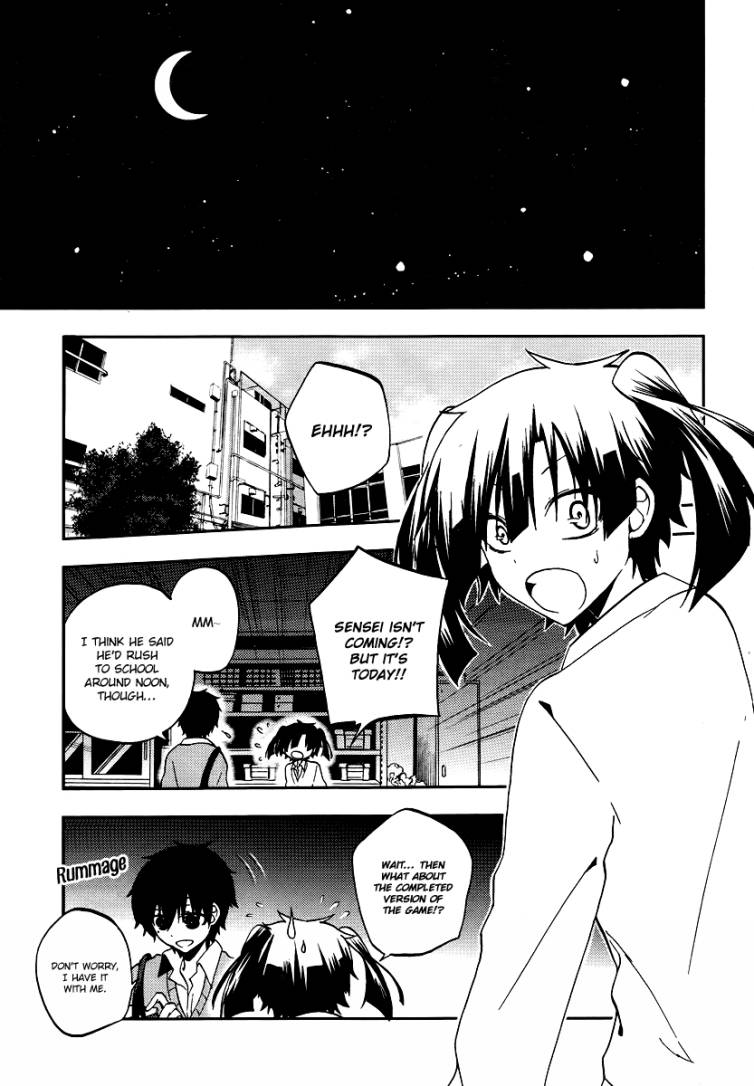 EHHH!?
SENSEI ISN'T
COMING!?
BUT IT'S
TODAY!!
MM~
I THINK HE SAID
HE'D RUSH
TO SCHOOL
AROUND NOON,
THOUGH...
WAIT... THEN
WHAT ABOUT
THE COMPLETED
VERSION OF
THE GAME!?
Rummage
DON'T WORRY,
I HAVE IT
WITH ME.